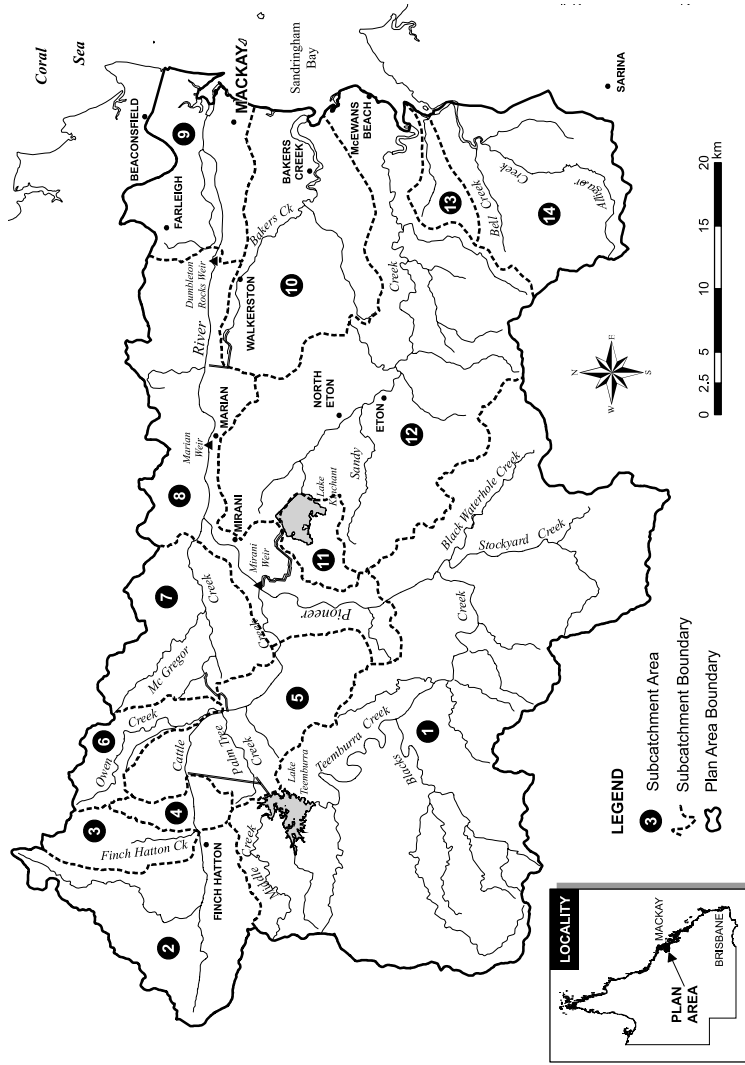 Coral
Sea
BEACONSFIELD
9
FARLEIGH
MACKAY
Sandringham
Bay
McEWANS
BEACH
BAKERS
CREEK
SARINA
Dumbleton
Rocks Weir
River
Bakers Ck
WALKERSTON
10
13
Bell Creek
Creek
Alligator
14
Creek
Marian
Weir
MARIAN
NORTH
ETON
ETON
12
8
MIRANI
Mirani
Weir
Lake
Kinchant
11
Sandy
Black Waterhole Creek
Stockyard Creek
7
Creek
Mc Gregor
Creek
Pioneer
Creek
6
Owen
Creek
Cattle
Palm Tree
Creek
5
Lake
Teemburra
Teemburra Creek
Blacks
1
3
4
Finch Hatton Ck
FINCH HATTON
Middle Creek
2
N
E
S
W
0
2.5
5
10
15
20
km
LEGEND
3 Subcatchment Area
Subcatchment Boundary
Plan Area Boundary
LOCALITY
MACKAY
PLAN
AREA
BRISBANE